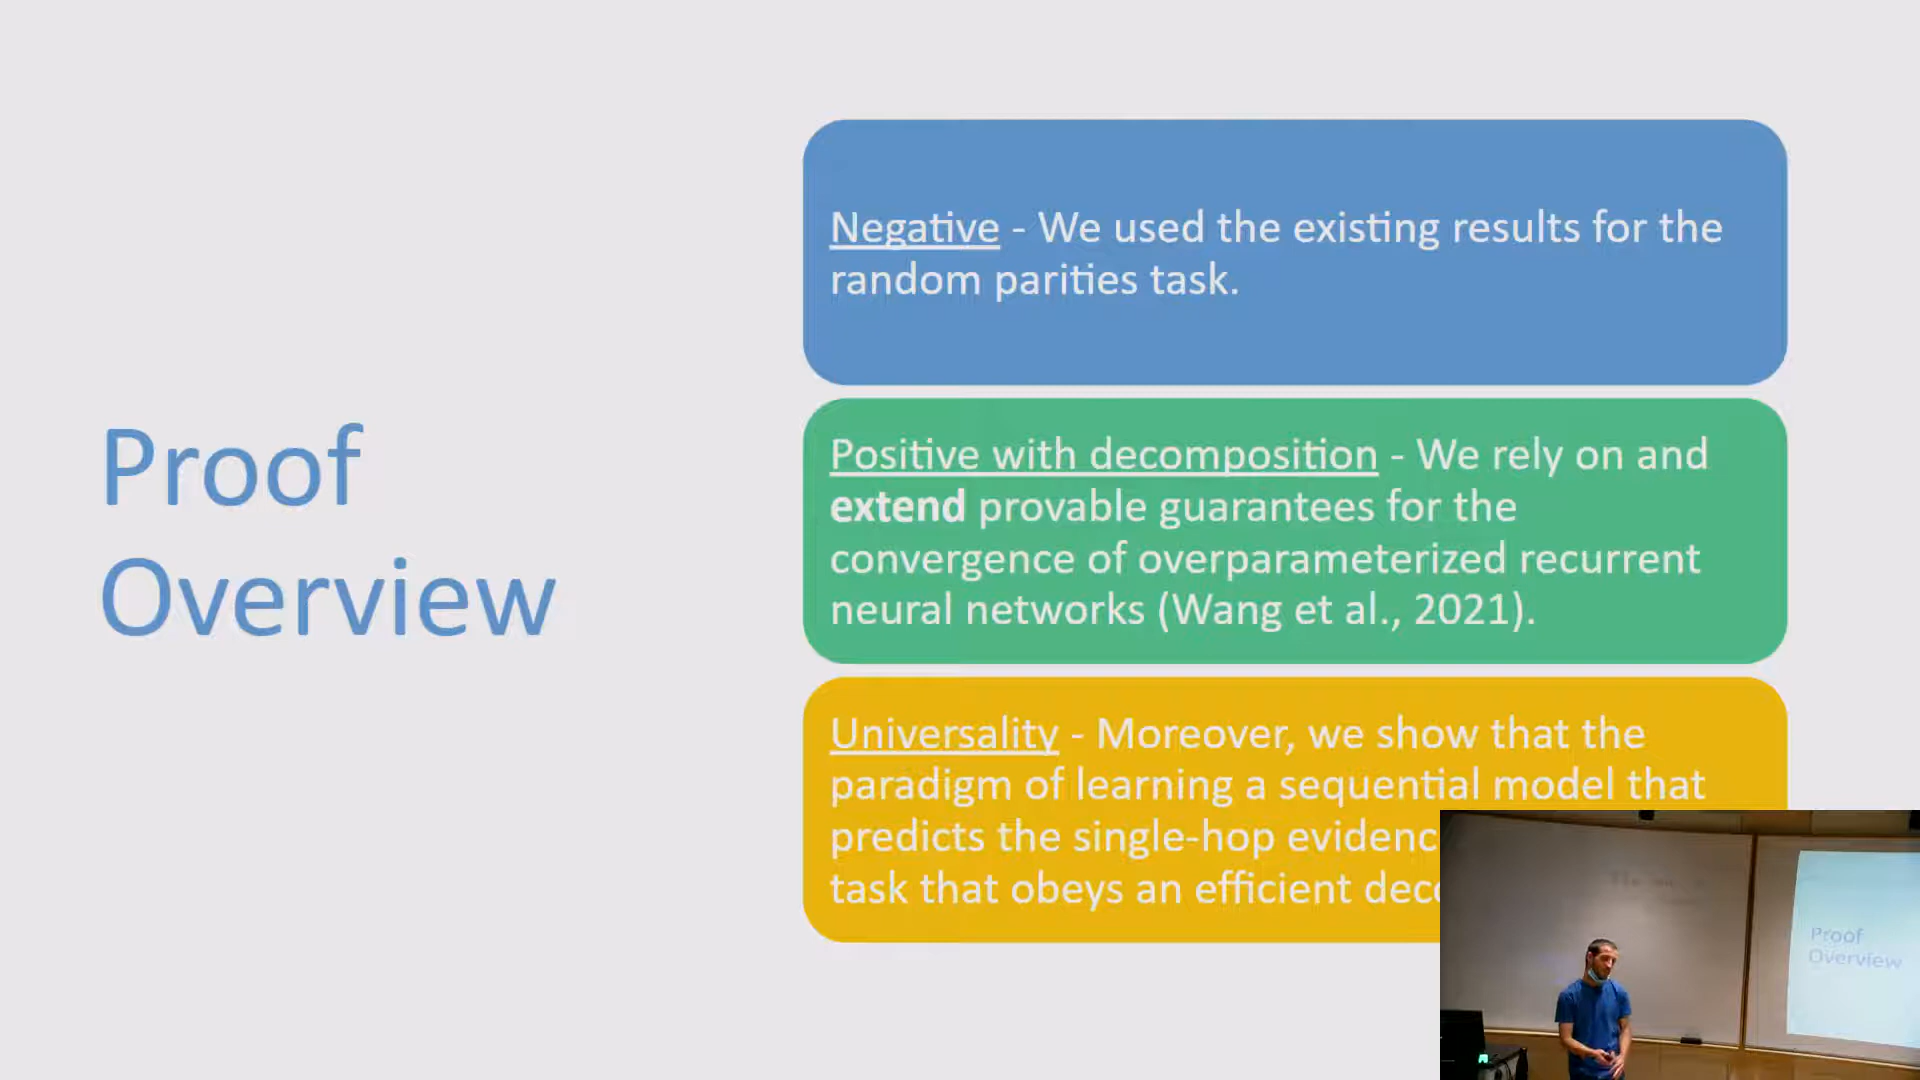 Proof
Overview
Negative - We used the existing results for the
random parities task.
Positive with decomposition - We rely on and
extend provable guarantees for the
convergence of overparameterized recurrent
neural networks (Wang et al., 2021).
Universality - Moreover, we show that the
paradigm of learning a sequential model that
predicts the single-hop evidenc
task that obeys an efficient deco
Proof
Overview